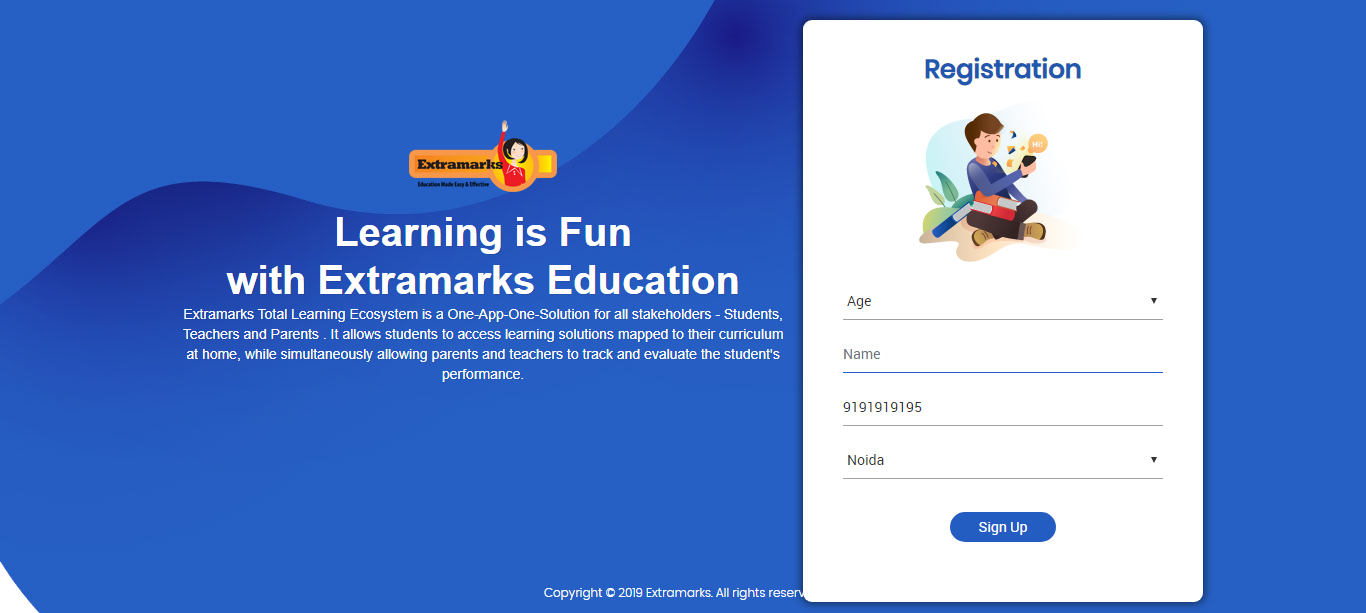 Extramarks
Education Made Easy & Effective
Learning is Fun
with Extramarks Education
Extramarks Total Learning Ecosystem is a One-App-One-Solution for all stakeholders - Students,
Teachers and Parents . It allows students to access learning solutions mapped to their curriculum
at home, while simultaneously allowing parents and teachers to track and evaluate the student's
performance.
Copyright © 2019 Extramarks. All rights reserv
Registration
Hi!
Age
Name
9191919195
Noida
Sign Up